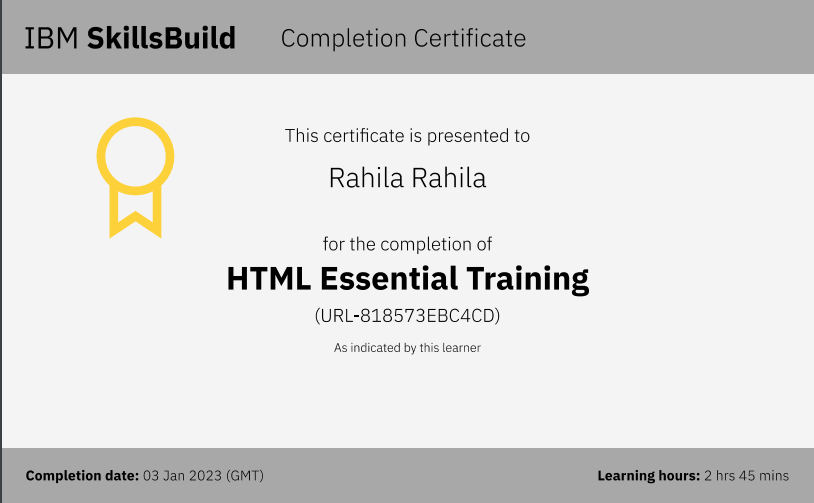 IBM SkillsBuild Completion Certificate
This certificate is presented to
Rahila Rahila
for the completion of
HTML Essential Training
(URL-818573EBC4CD)
As indicated by this learner
Completion date: 03 Jan 2023 (GMT) Learning hours: 2 hrs 45 mins